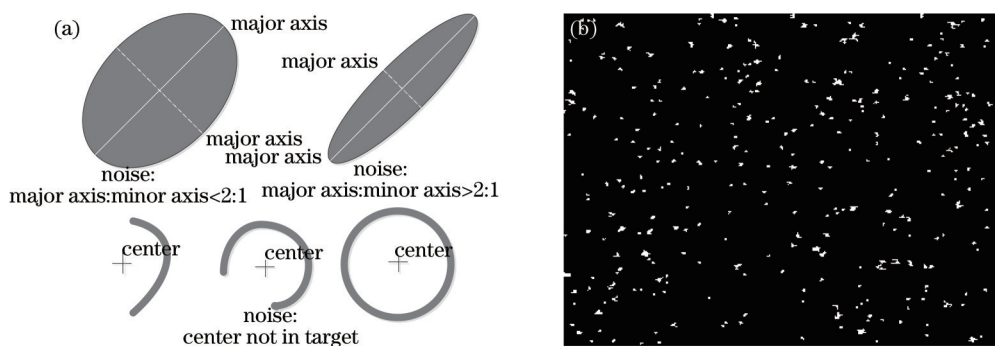 (a)
major axis
major axis
major axis
major axis
noise:
major axis:minor axis<2:1
noise:
major axis:minor axis>2:1
center
center
center
noise:
center not in target
(b)